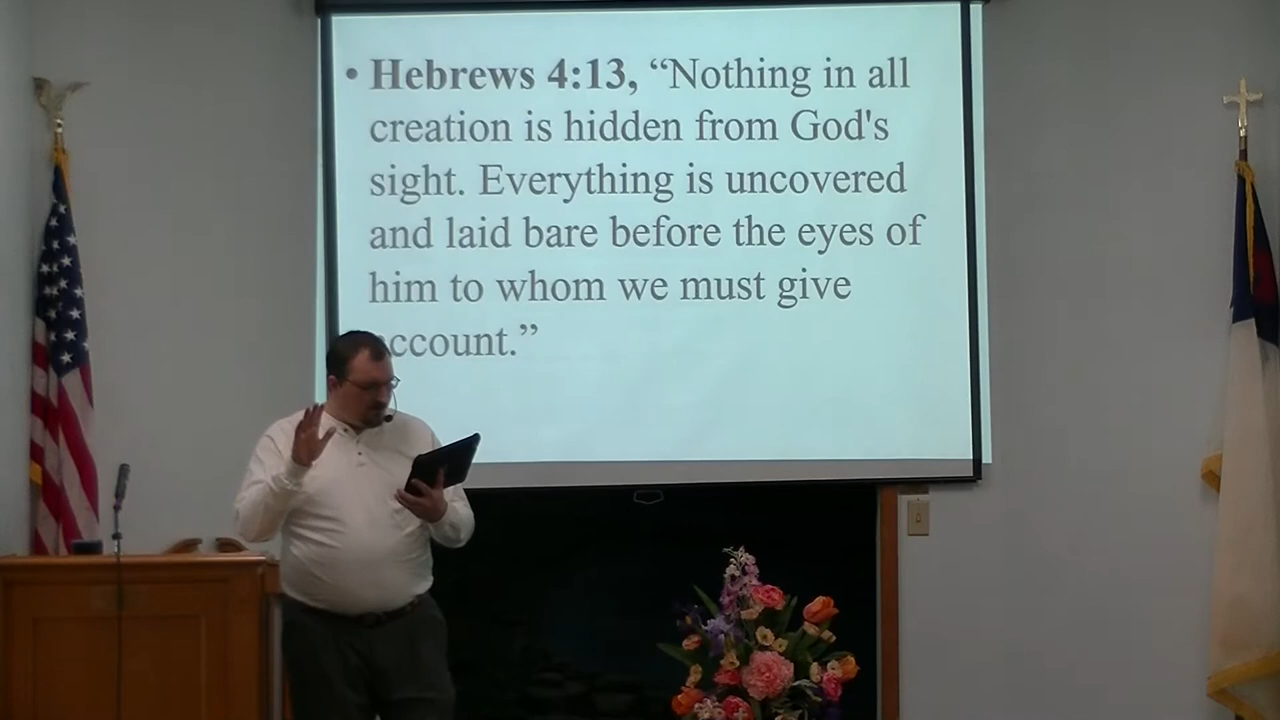 • Hebrews 4:13, “Nothing in all
creation is hidden from God's
sight. Everything is uncovered
and laid bare before the eyes of
him to whom we must give
account.”